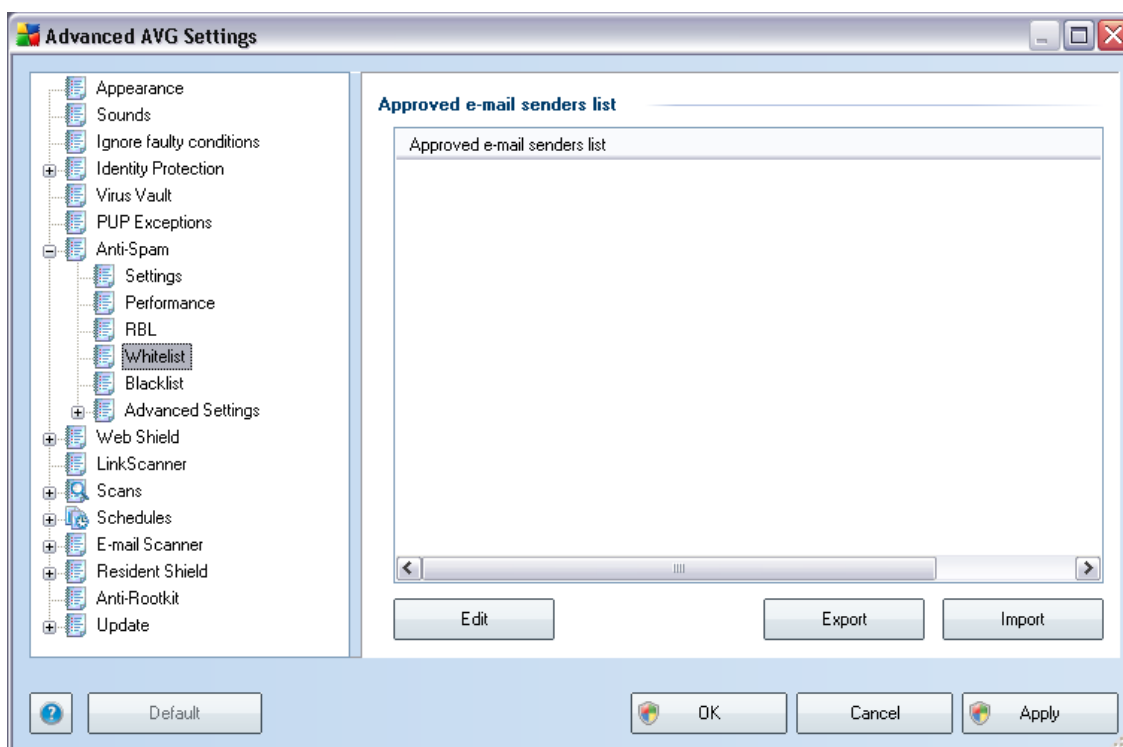 Advanced AVG Settings
Appearance
Sounds
Ignore faulty conditions
Identity Protection
Virus Vault
PUP Exceptions
Anti-Spam
Settings
Performance
RBL
Whitelist
Blacklist
Advanced Settings
Web Shield
LinkScanner
Scans
Schedules
E-mail Scanner
Resident Shield
Anti-Rootkit
Update
Approved e-mail senders list
Approved e-mail senders list
Edit
Export
Import
Default
OK
Cancel
Apply